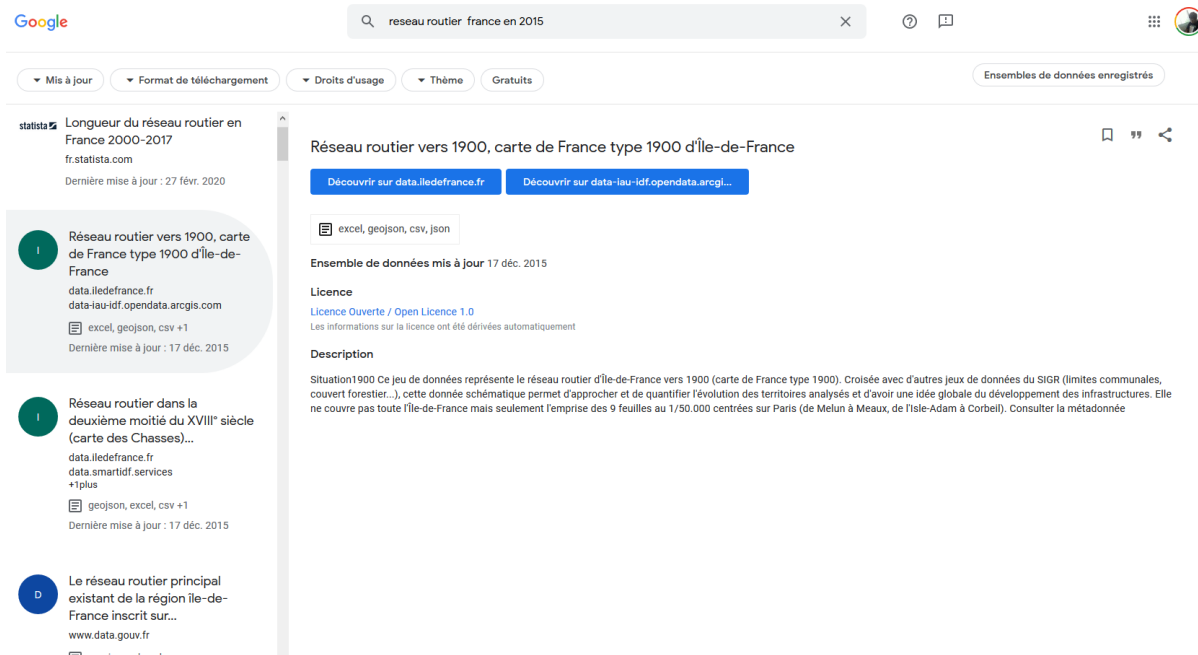 Google
reseau routier  france en 2015
Mis à jour
Format de téléchargement
Droits d'usage
Thème
Gratuits
Ensembles de données enregistrés
statista
Longueur du réseau routier en
France 2000-2017
fr.statista.com
Dernière mise à jour : 27 févr. 2020
I
Réseau routier vers 1900, carte
de France type 1900 d'Île-de-
France
data.iledefrance.fr
data-iau-idf.opendata.arcgis.com
excel, geojson, csv +1
Dernière mise à jour : 17 déc. 2015
I
Réseau routier dans la
deuxième moitié du XVIII° siècle
(carte des Chasses)...
data.iledefrance.fr
data.smartidf.services
+1plus
geojson, excel, csv +1
Dernière mise à jour : 17 déc. 2015
D
Le réseau routier principal
existant de la région île-de-
France inscrit sur...
www.data.gouv.fr
Réseau routier vers 1900, carte de France type 1900 d'Île-de-France
Découvrir sur data.iledefrance.fr
Découvrir sur data-iau-idf.opendata.arcgi...
excel, geojson, csv, json
Ensemble de données mis à jour 17 déc. 2015
Licence
Licence Ouverte / Open Licence 1.0
Les informations sur la licence ont été dérivées automatiquement
Description
Situation1900 Ce jeu de données représente le réseau routier d'Île-de-France vers 1900 (carte de France type 1900). Croisée avec d'autres jeux de données du SIGR (limites communales,
couvert forestier...), cette donnée schématique permet d'approcher et de quantifier l'évolution des territoires analysés et d'avoir une idée globale du développement des infrastructures. Elle
ne couvre pas toute l'Île-de-France mais seulement l'emprise des 9 feuilles au 1/50.000 centrées sur Paris (de Melun à Meaux, de l'Isle-Adam à Corbeil). Consulter la métadonnée